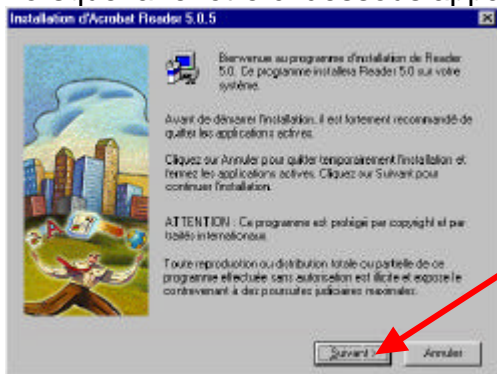 Installation d'Acrobat Reader 5.0.5
Bienvenue au programme d'installation de Reader
5.0. Ce programme installera Reader 5.0 sur votre
système.
Avant de démarrer l'installation, il est fortement recommandé de
quitter les applications actives.
Cliquez sur Annuler pour quitter temporairement l'installation et
fermez les applications actives. Cliquez sur Suivant pour
continuer l'installation.
ATTENTION : Ce programme est protégé par copyright et par
traités internationaux.
Toute reproduction ou distribution totale ou partielle de ce
programme effectuée sans autorisation est illicite et expose le
contrevenant à des poursuites judiciaires maximales.
Suivant >
Annuler